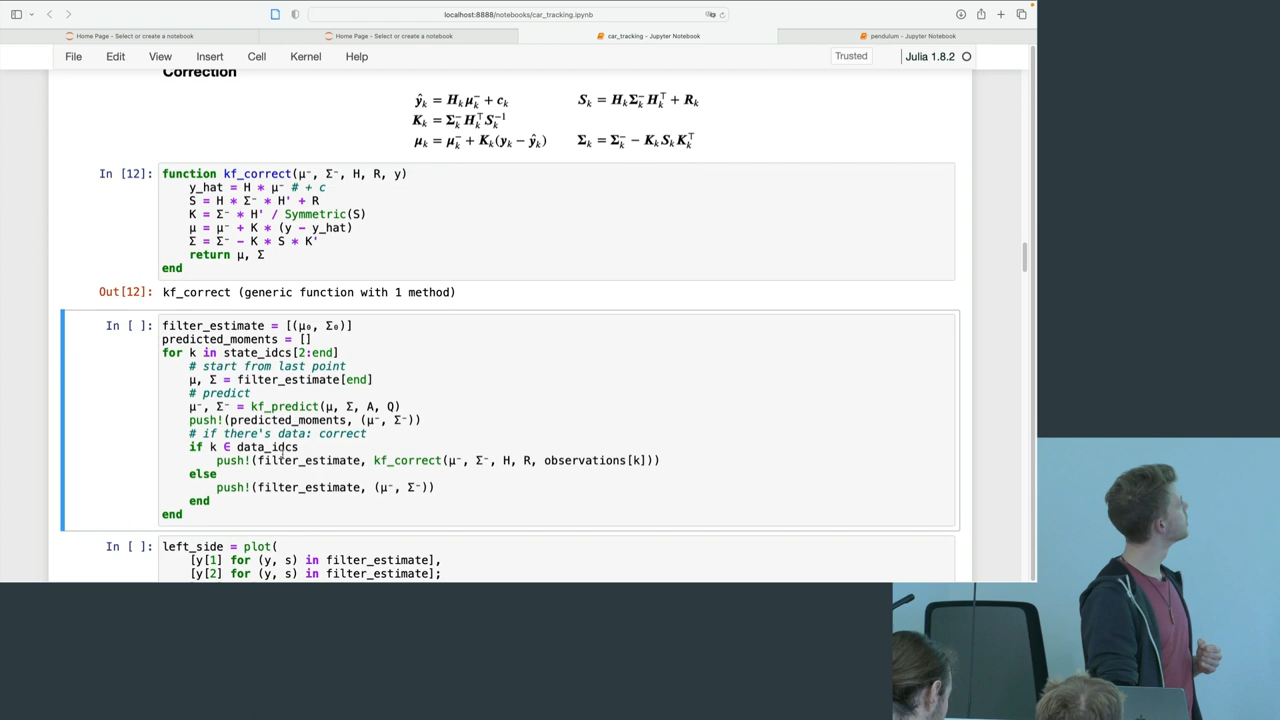 localhost:8888/notebooks/car_tracking.ipynb
Home Page - Select or create a notebook
Home Page - Select or create a notebook
car_tracking - Jupyter Notebook
pendulum - Jupyter Notebook
File Edit View Insert Cell Kernel Help
Trusted
Julia 1.8.2
Correction
ŷₖ = Hₖμₖ⁻ + cₖ Sₖ = HₖΣₖ⁻Hₖ⊤ + Rₖ
Kₖ = Σₖ⁻Hₖ⊤Sₖ⁻¹
μₖ = μₖ⁻ + Kₖ(yₖ − ŷₖ) Σₖ = Σₖ⁻ − KₖSₖKₖ⊤
In [12]:
function kf_correct(μ⁻, Σ⁻, H, R, y)
y_hat = H * μ⁻ # + c
S = H * Σ⁻ * H' + R
K = Σ⁻ * H' / Symmetric(S)
μ = μ⁻ + K * (y - y_hat)
Σ = Σ⁻ - K * S * K'
return μ, Σ
end
Out[12]: kf_correct (generic function with 1 method)
In [ ]:
filter_estimate = [(μ₀, Σ₀)]
predicted_moments = []
for k in state_idcs[2:end]
# start from last point
μ, Σ = filter_estimate[end]
# predict
μ⁻, Σ⁻ = kf_predict(μ, Σ, A, Q)
push!(predicted_moments, (μ⁻, Σ⁻))
# if there's data: correct
if k ∈ data_idcs
push!(filter_estimate, kf_correct(μ⁻, Σ⁻, H, R, observations[k]))
else
push!(filter_estimate, (μ⁻, Σ⁻))
end
end
In [ ]:
left_side = plot(
[y[1] for (y, s) in filter_estimate],
[y[2] for (y, s) in filter_estimate];